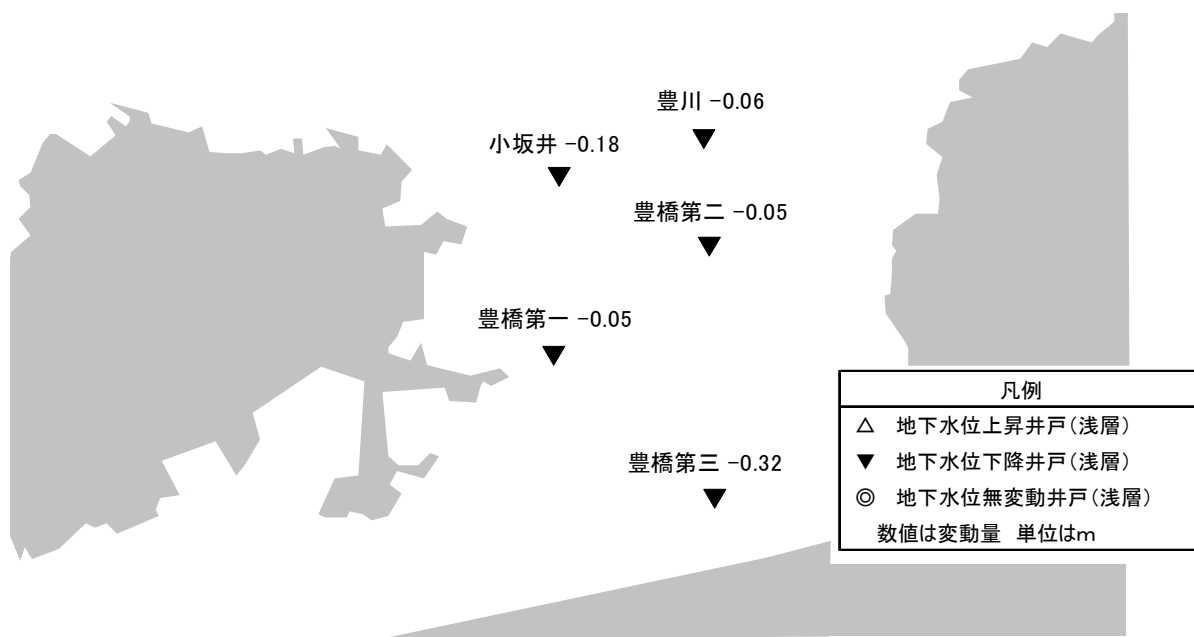 豊川 -0.06
小坂井 -0.18
豊橋第二 -0.05
豊橋第一 -0.05
豊橋第三 -0.32
凡例
△ 地下水位上昇井戸(浅層)
▼ 地下水位下降井戸(浅層)
◎ 地下水位無変動井戸(浅層)
数値は変動量 単位はm